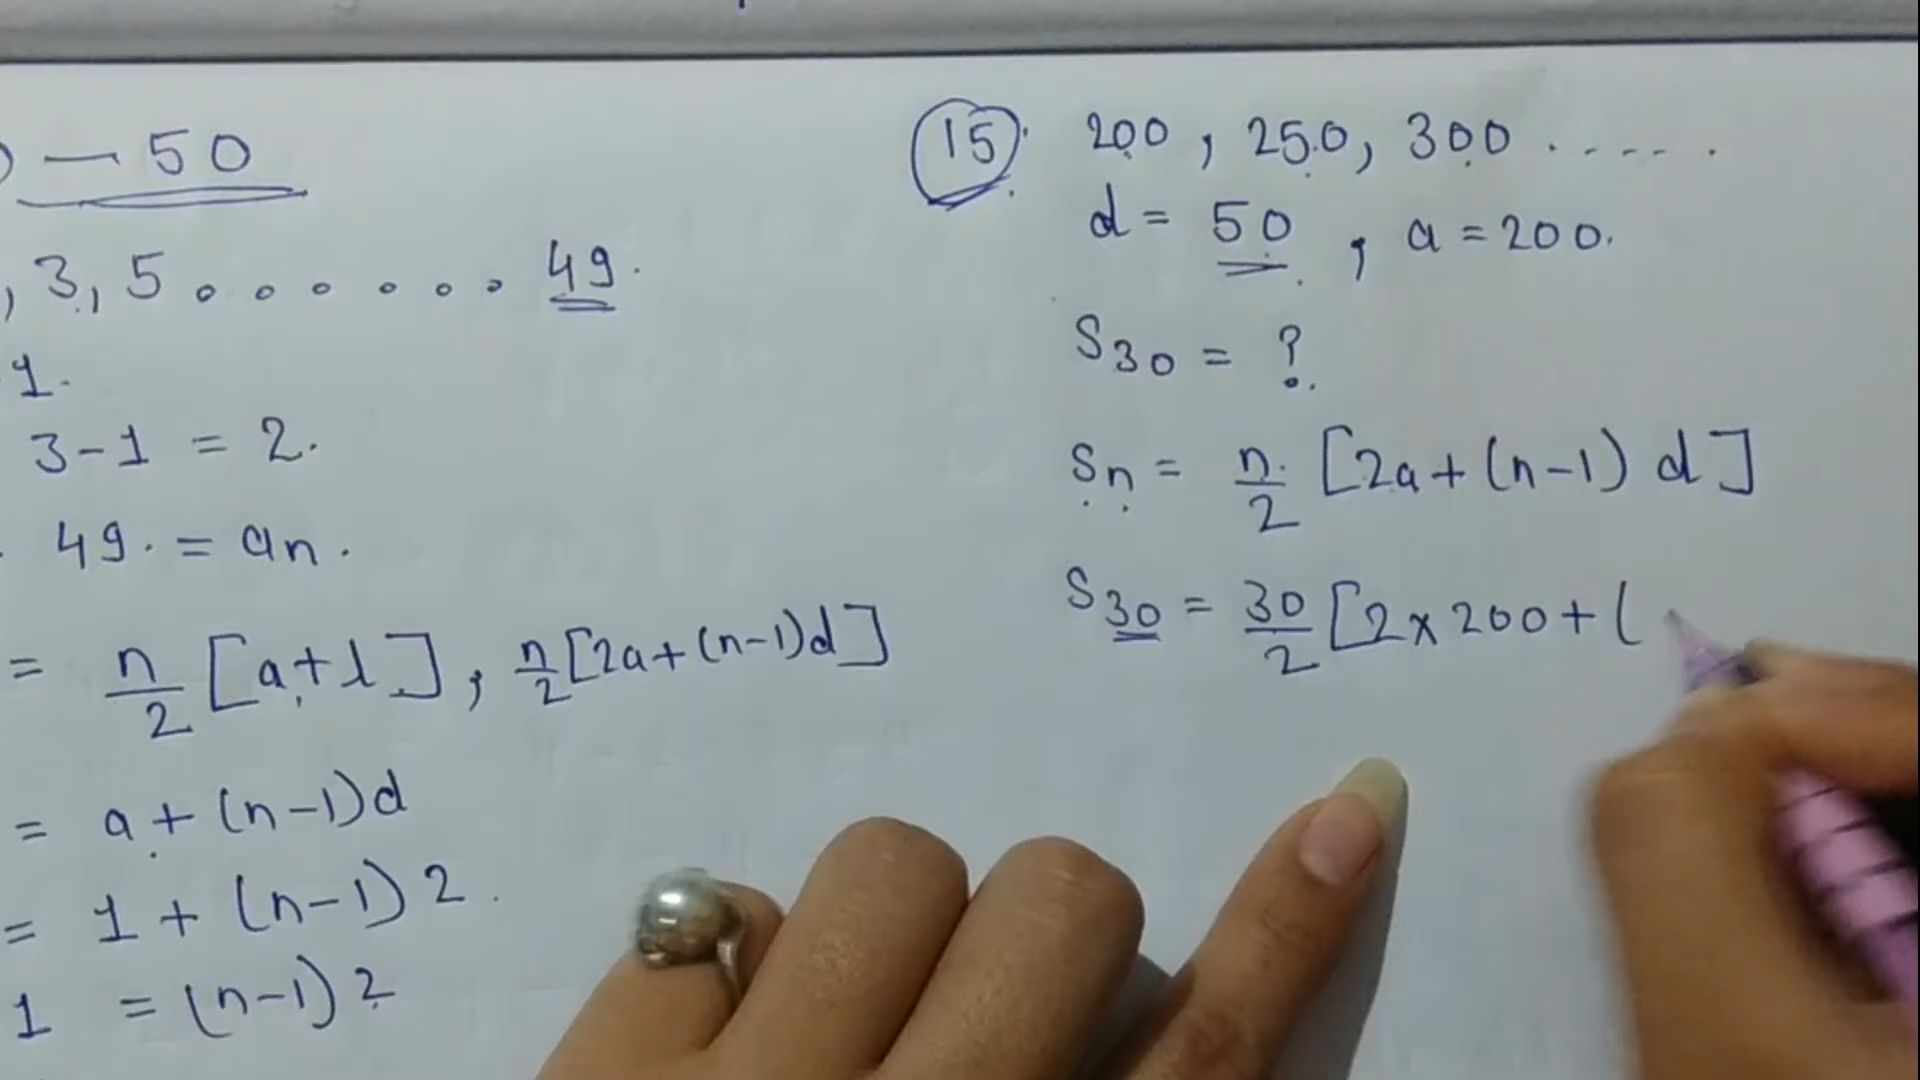 — 50
, 3, 5 . . . . . . 49.
1.
3-1 = 2.
49. = an.
= n/2 [a+l], n/2 [2a+(n-1)d]
= a+(n-1)d
= 1+(n-1)2
1 = (n-1)2
15. 200, 250, 300 .....
d = 50, a = 200.
S30 = ?
Sn = n/2 [2a+(n-1)d]
S30 = 30/2 [2×200+(